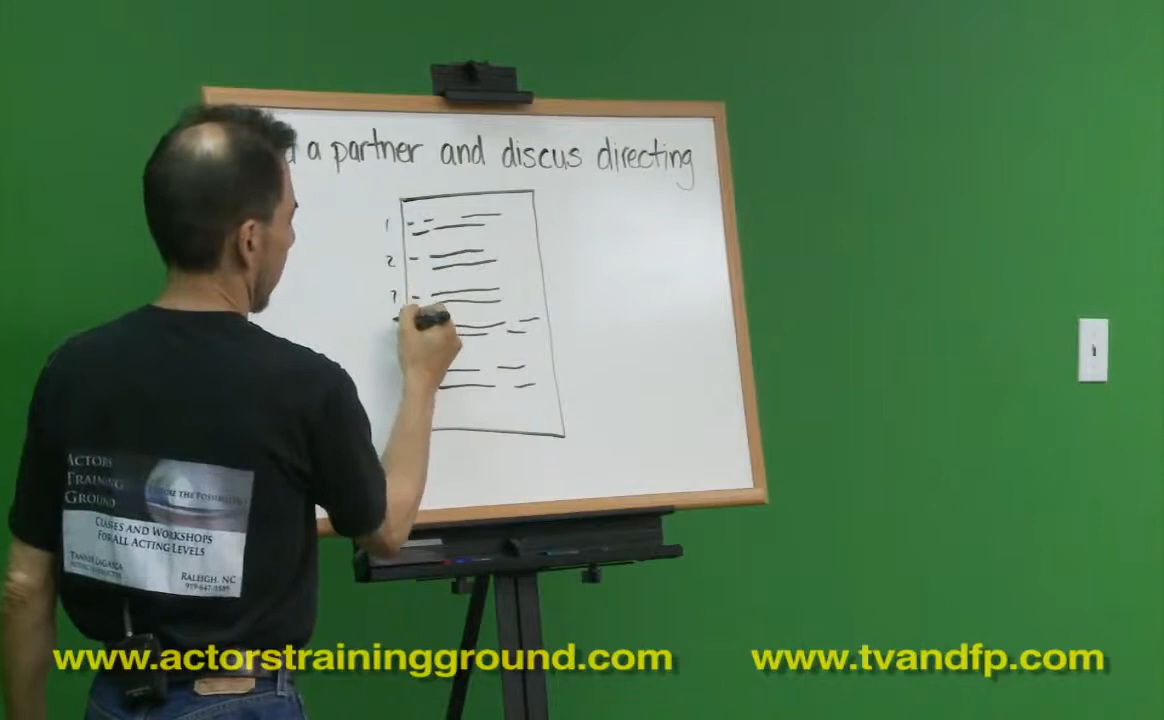 a partner and discus directing
1
2
ACTORS
TRAINING
GROUND
CLASSES AND WORKSHOPS
FOR ALL ACTING LEVELS
RALEIGH, NC
www.actorstrainingground.com
www.tvandfp.com